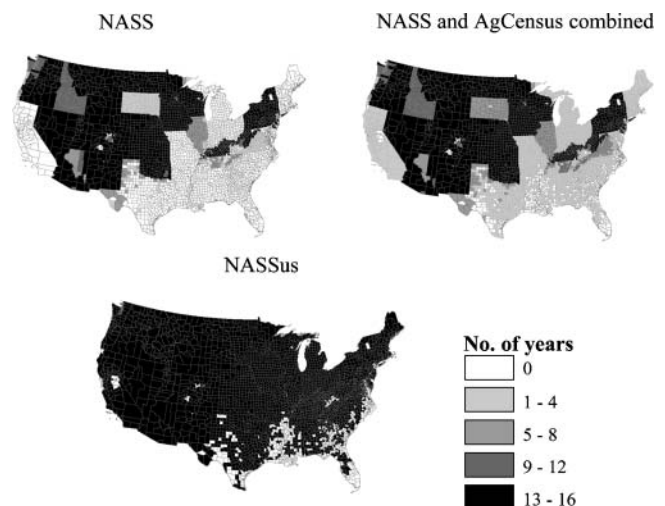 NASS
NASS and AgCensus combined
NASSus
No. of years
0
1 - 4
5 - 8
9 - 12
13 - 16